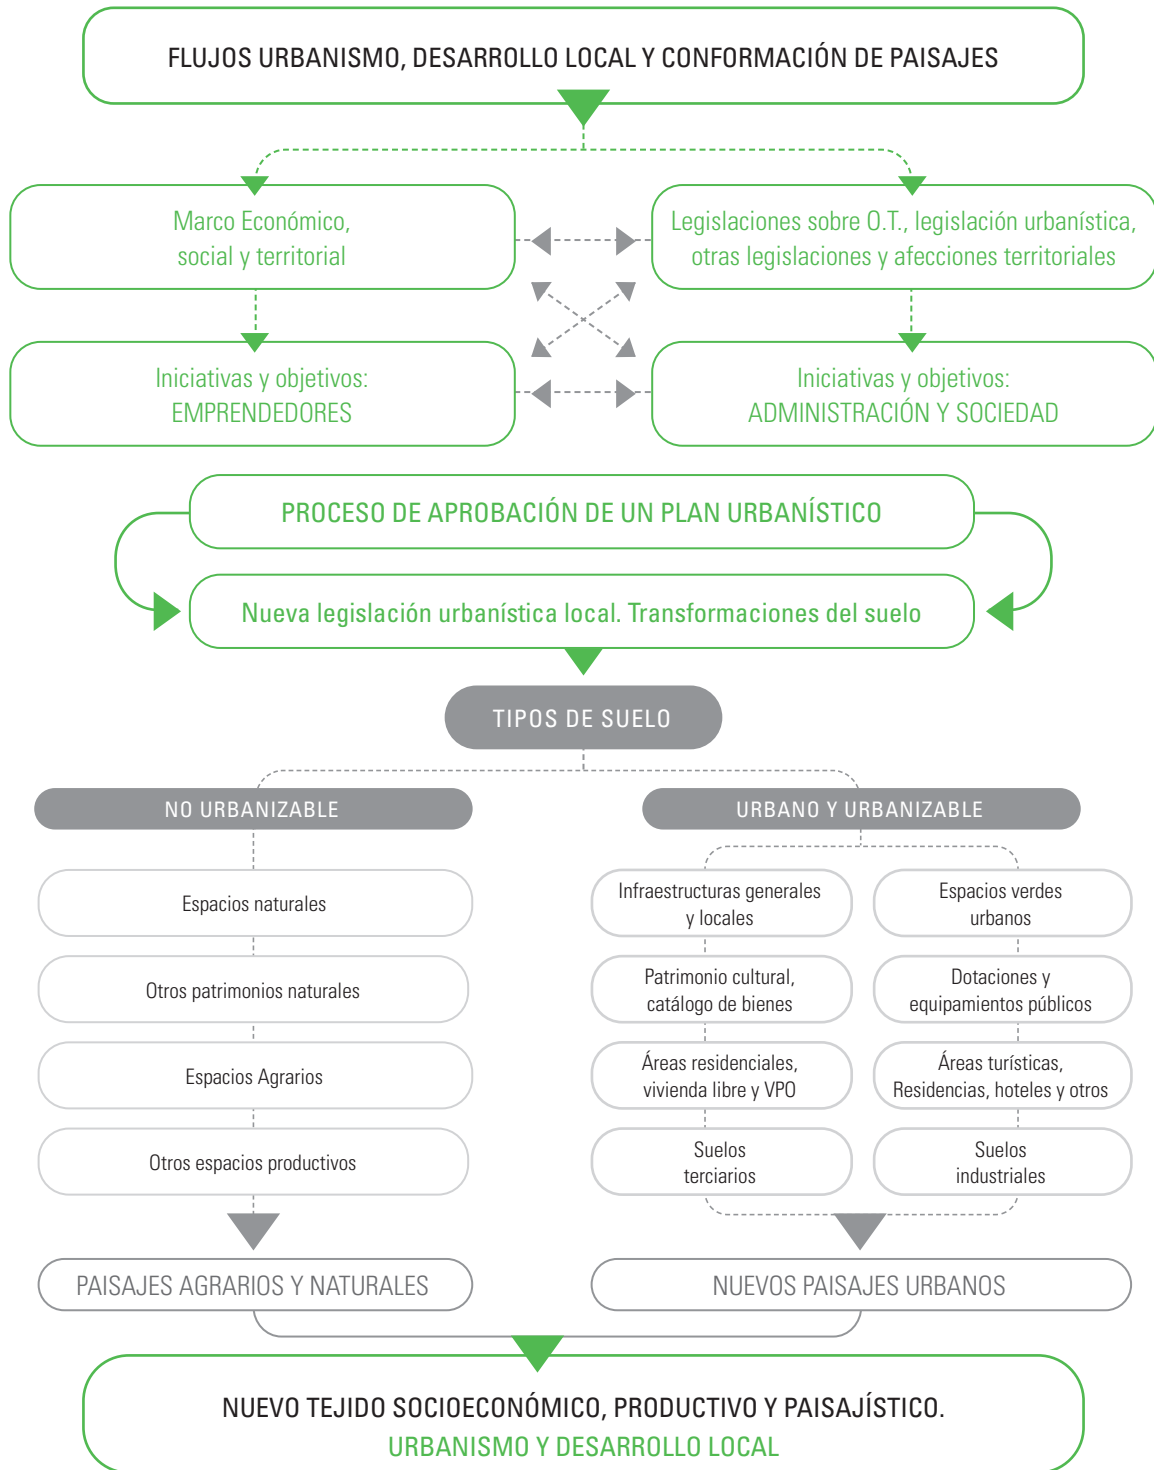 FLUJOS URBANISMO, DESARROLLO LOCAL Y CONFORMACIÓN DE PAISAJES
Marco Económico,
social y territorial
Legislaciones sobre O.T., legislación urbanística,
otras legislaciones y afecciones territoriales
Iniciativas y objetivos:
EMPRENDEDORES
Iniciativas y objetivos:
ADMINISTRACIÓN Y SOCIEDAD
PROCESO DE APROBACIÓN DE UN PLAN URBANÍSTICO
Nueva legislación urbanística local. Transformaciones del suelo
TIPOS DE SUELO
NO URBANIZABLE
Espacios naturales
Otros patrimonios naturales
Espacios Agrarios
Otros espacios productivos
PAISAJES AGRARIOS Y NATURALES
URBANO Y URBANIZABLE
Infraestructuras generales
y locales
Espacios verdes
urbanos
Patrimonio cultural,
catálogo de bienes
Dotaciones y
equipamientos públicos
Áreas residenciales,
vivienda libre y VPO
Áreas turísticas,
Residencias, hoteles y otros
Suelos
terciarios
Suelos
industriales
NUEVOS PAISAJES URBANOS
NUEVO TEJIDO SOCIOECONÓMICO, PRODUCTIVO Y PAISAJÍSTICO.
URBANISMO Y DESARROLLO LOCAL